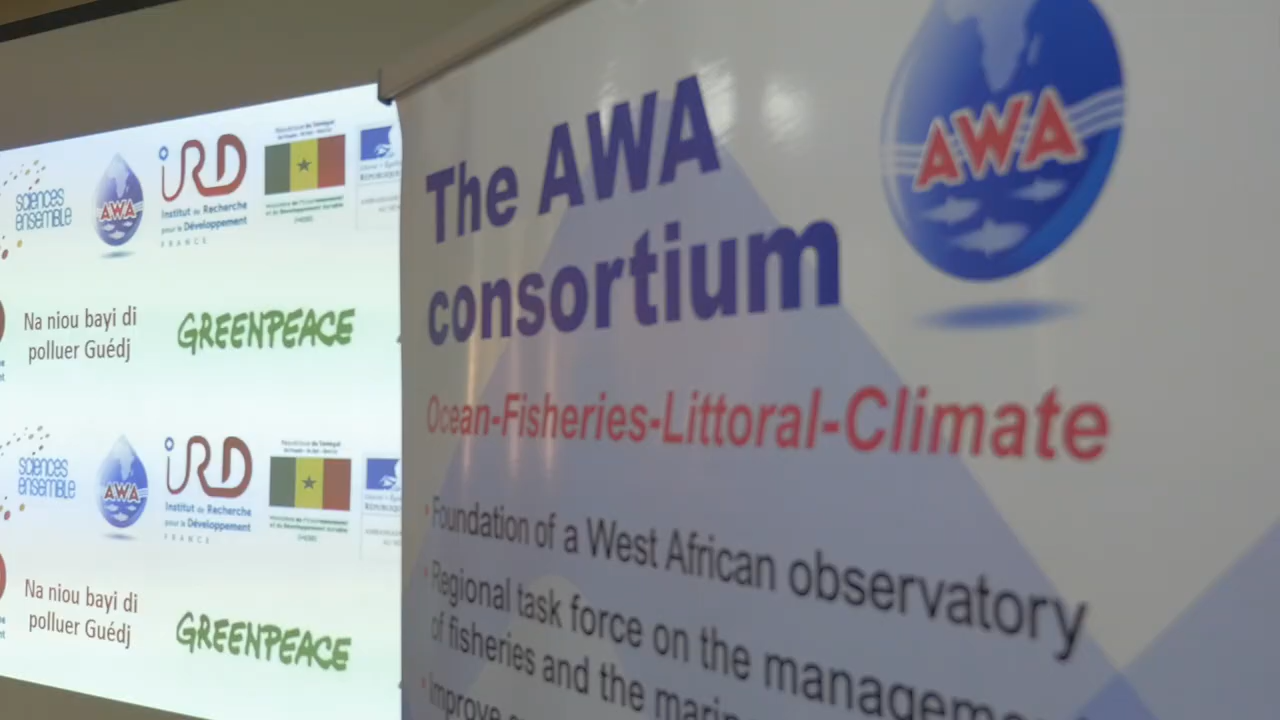 sciences
ensemble
AWA
iRD
Institut de Recherche
pour le Développement
FRANCE
Na niou bayi di
polluer Guédj
GREENPEACE
sciences
ensemble
AWA
iRD
Institut de Recherche
pour le Développement
FRANCE
Na niou bayi di
polluer Guédj
GREENPEACE
The AWA
consortium
AWA
Ocean-Fisheries-Littoral-Climate
Foundation of a West African observatory
Regional task force on the
of fisheries and the
Improve